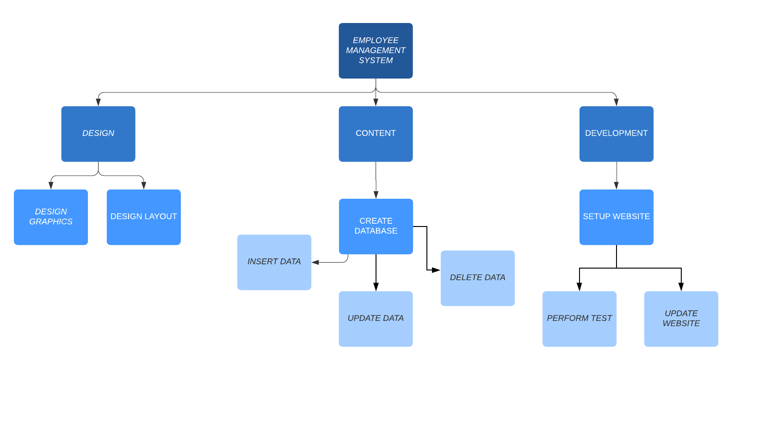 EMPLOYEE
MANAGEMENT
SYSTEM
DESIGN
CONTENT
DEVELOPMENT
DESIGN
GRAPHICS
DESIGN LAYOUT
CREATE
DATABASE
SETUP WEBSITE
INSERT DATA
DELETE DATA
UPDATE DATA
PERFORM TEST
UPDATE
WEBSITE